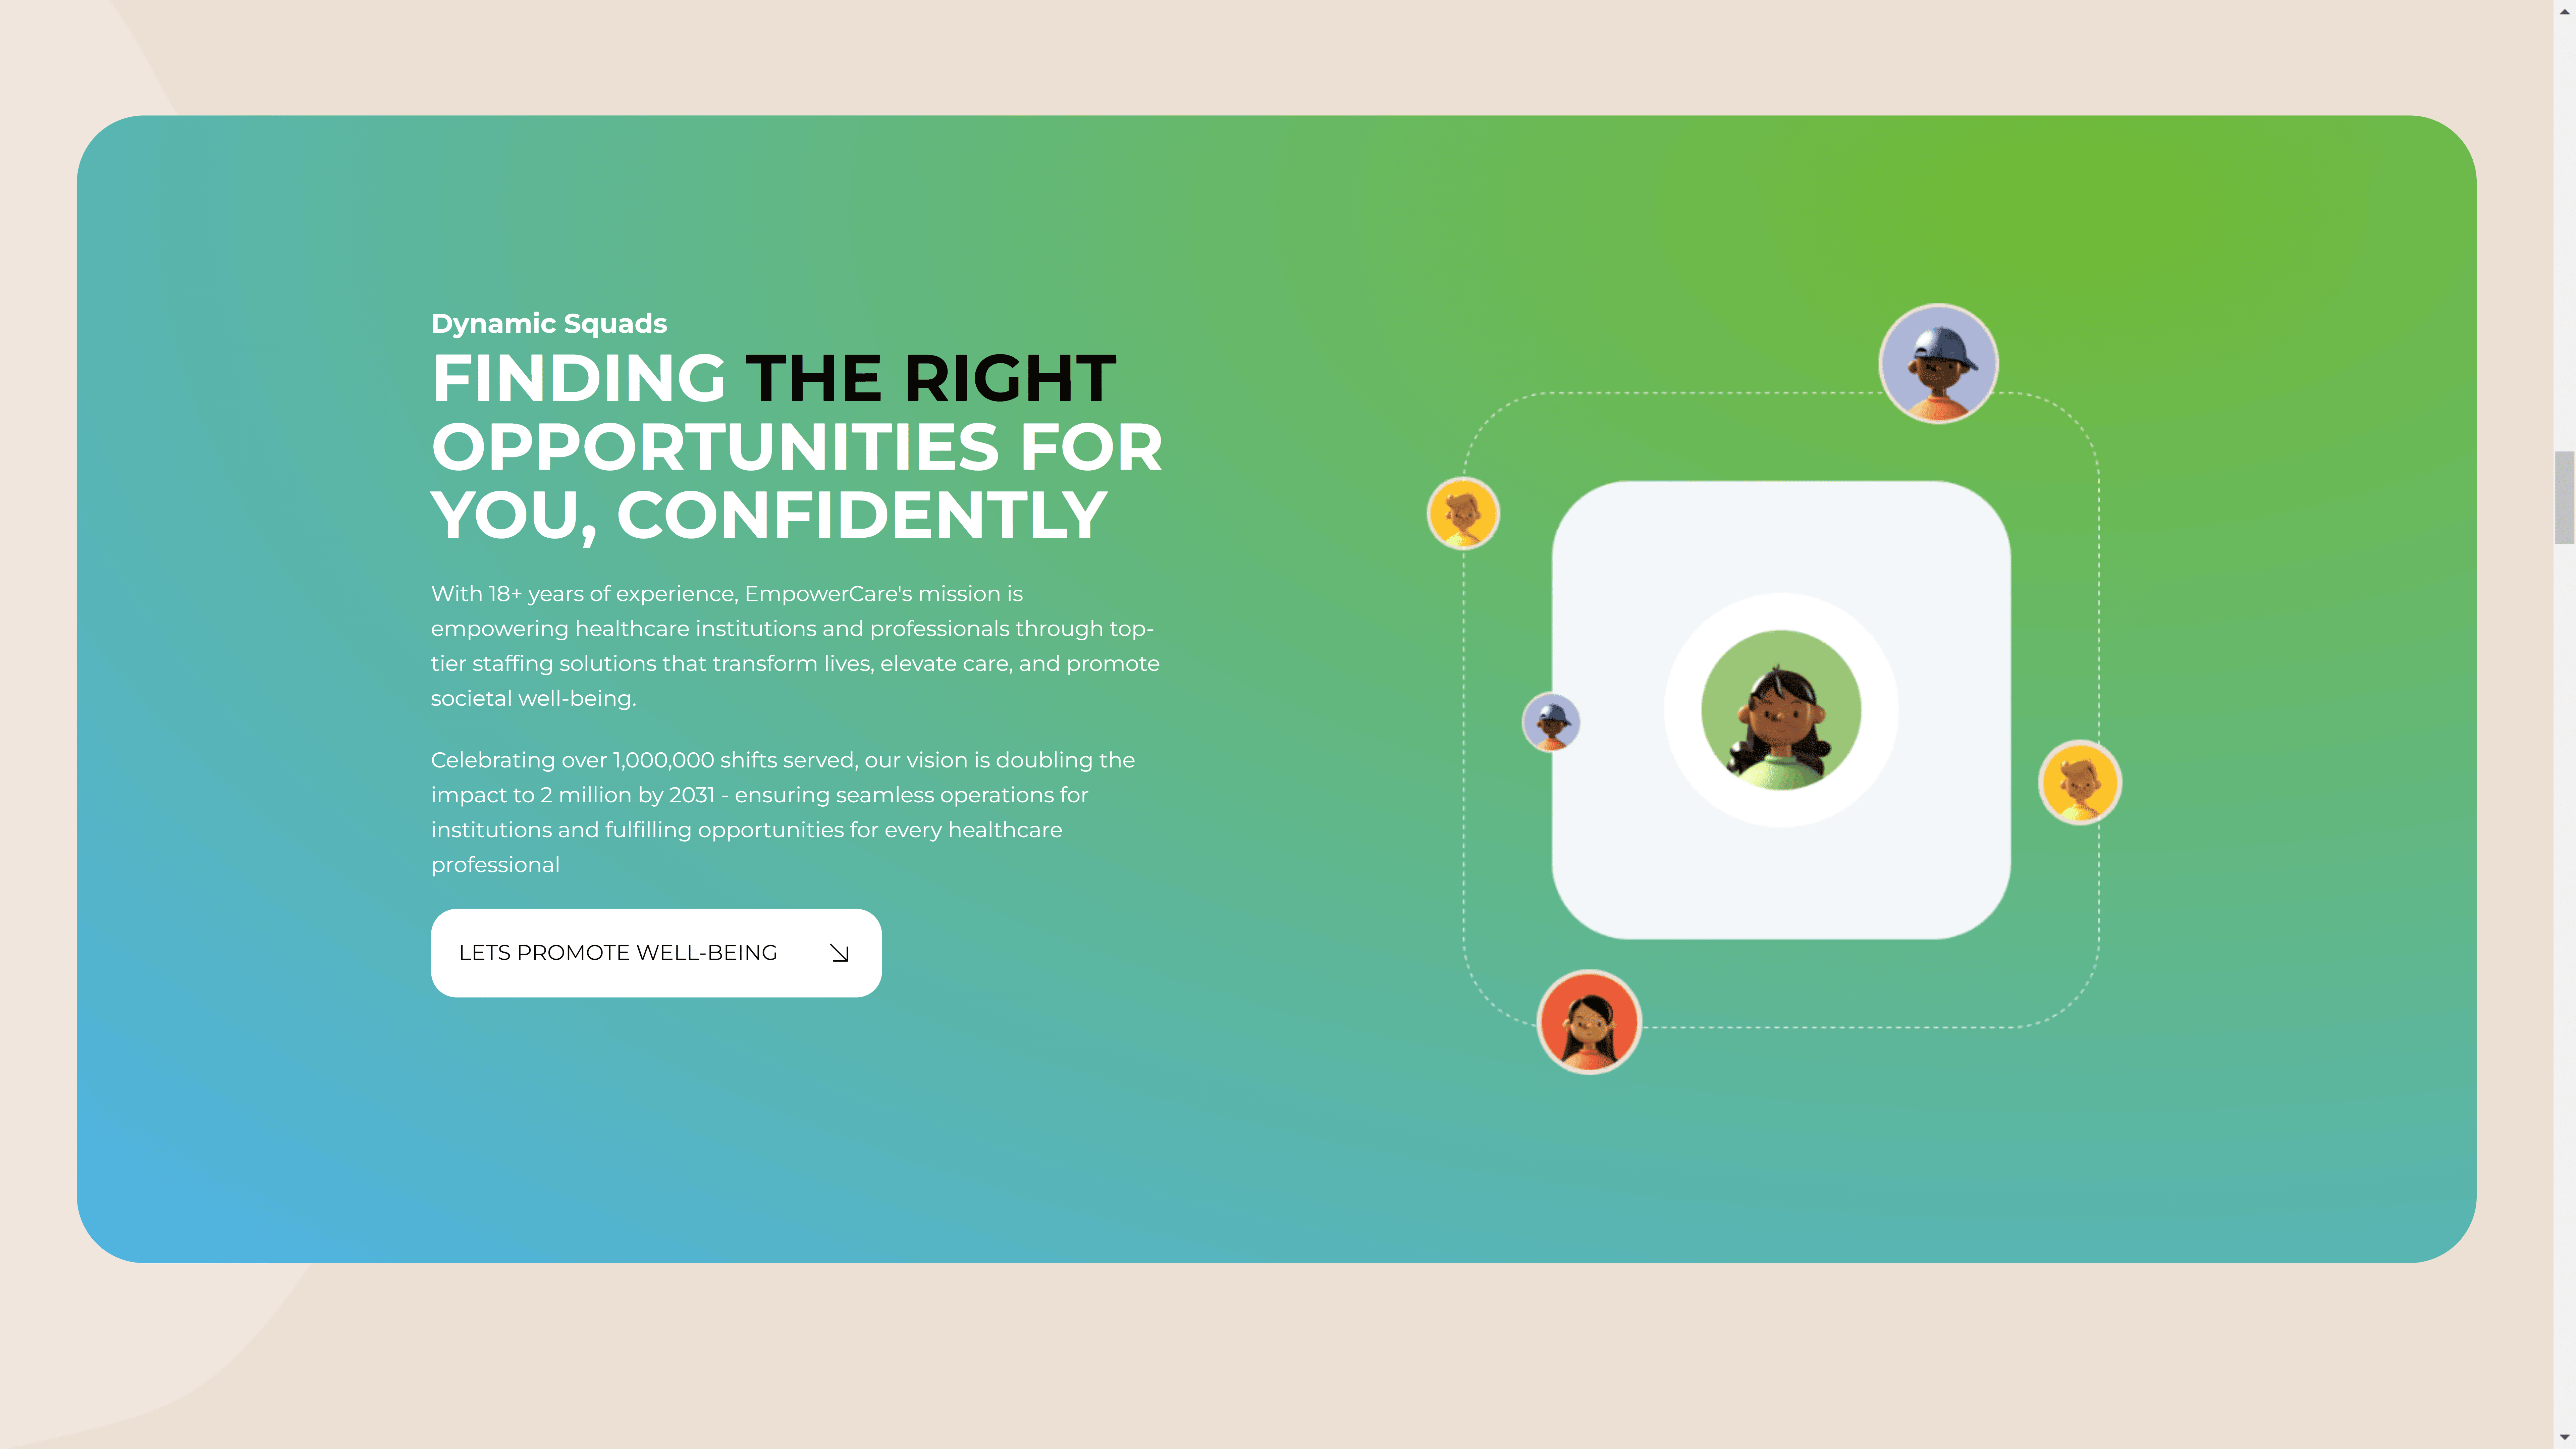 Dynamic Squads
FINDING THE RIGHT
OPPORTUNITIES FOR
YOU, CONFIDENTLY
With 18+ years of experience, EmpowerCare's mission is
empowering healthcare institutions and professionals through top-
tier staffing solutions that transform lives, elevate care, and promote
societal well-being.
Celebrating over 1,000,000 shifts served, our vision is doubling the
impact to 2 million by 2031 - ensuring seamless operations for
institutions and fulfilling opportunities for every healthcare
professional
LETS PROMOTE WELL-BEING